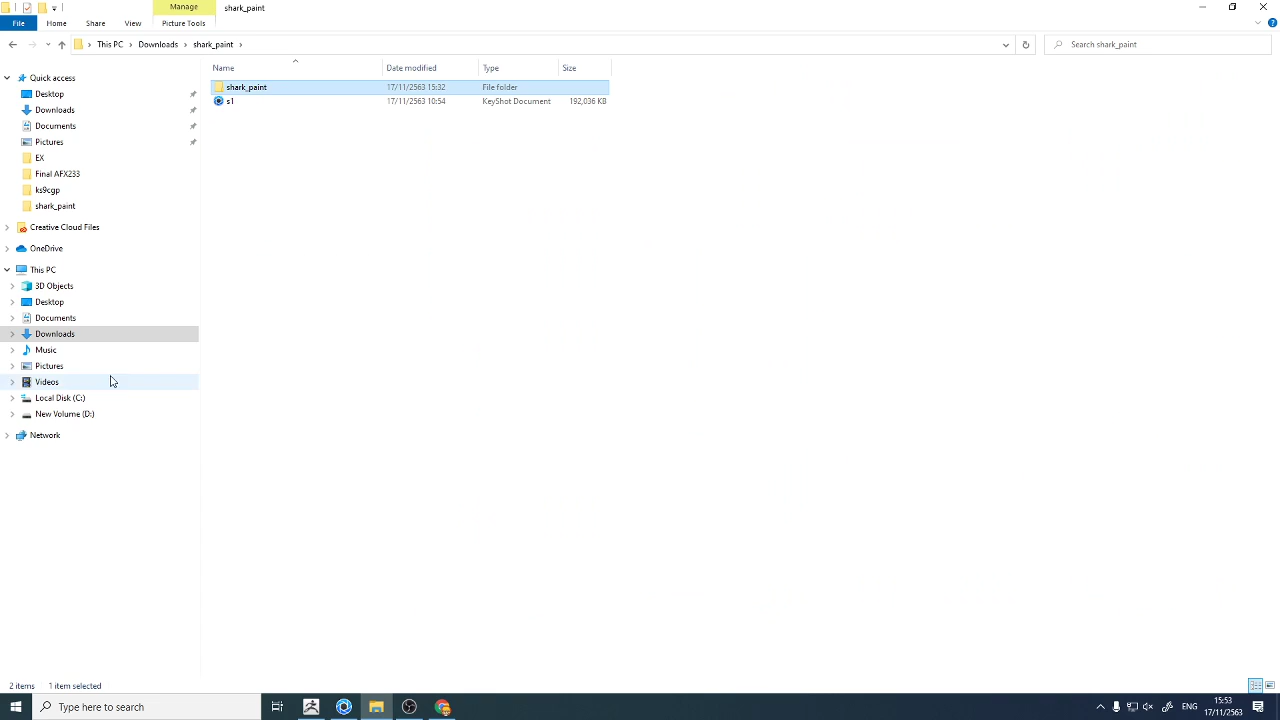 Manage
shark_paint
File
Home
Share
View
Picture Tools
This PC
Downloads
shark_paint
Search shark_paint
Name
Date modified
Type
Size
shark_paint
17/11/2563 15:32
File folder
s1
17/11/2563 10:54
KeyShot Document
192,036 KB
Quick access
Desktop
Downloads
Documents
Pictures
EX
Final AFX233
ks9cgp
shark_paint
Creative Cloud Files
OneDrive
This PC
3D Objects
Desktop
Documents
Downloads
Music
Pictures
Videos
Local Disk (C:)
New Volume (D:)
Network
2 items
1 item selected
Type here to search
ENG
15:53
17/11/2563